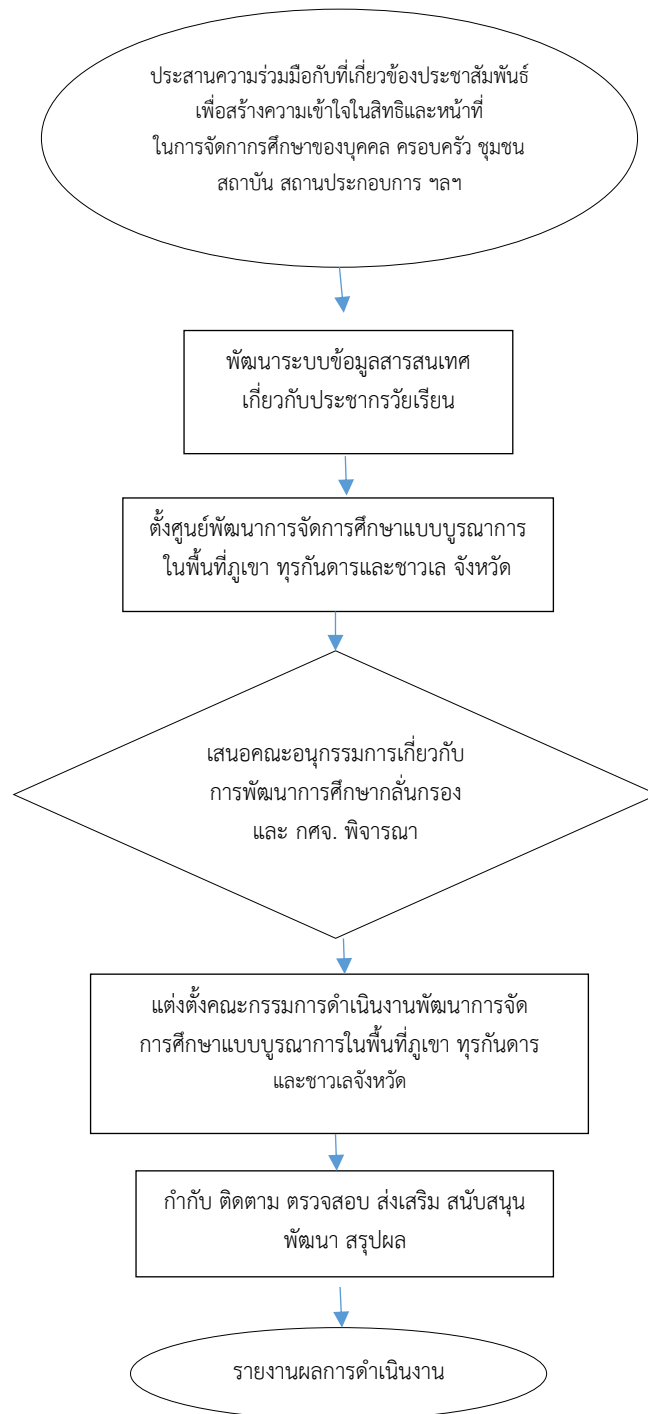 ประสานความร่วมมือกับที่เกี่ยวข้องประชาสัมพันธ์
เพื่อสร้างความเข้าใจในสิทธิและหน้าที่
ในการจัดกากรศึกษาของบุคคล ครอบครัว ชุมชน
สถาบัน สถานประกอบการ ฯลฯ
พัฒนาระบบข้อมูลสารสนเทศ
เกี่ยวกับประชากรวัยเรียน
ตั้งศูนย์พัฒนาการจัดการศึกษาแบบบูรณาการ
ในพื้นที่ภูเขา ทุรกันดารและชาวเล จังหวัด
เสนอคณะอนุกรรมการเกี่ยวกับ
การพัฒนาการศึกษากลั่นกรอง
และ กศจ. พิจารณา
แต่งตั้งคณะกรรมการดำเนินงานพัฒนาการจัด
การศึกษาแบบบูรณาการในพื้นที่ภูเขา ทุรกันดาร
และชาวเลจังหวัด
กำกับ ติดตาม ตรวจสอบ ส่งเสริม สนับสนุน
พัฒนา สรุปผล
รายงานผลการดำเนินงาน